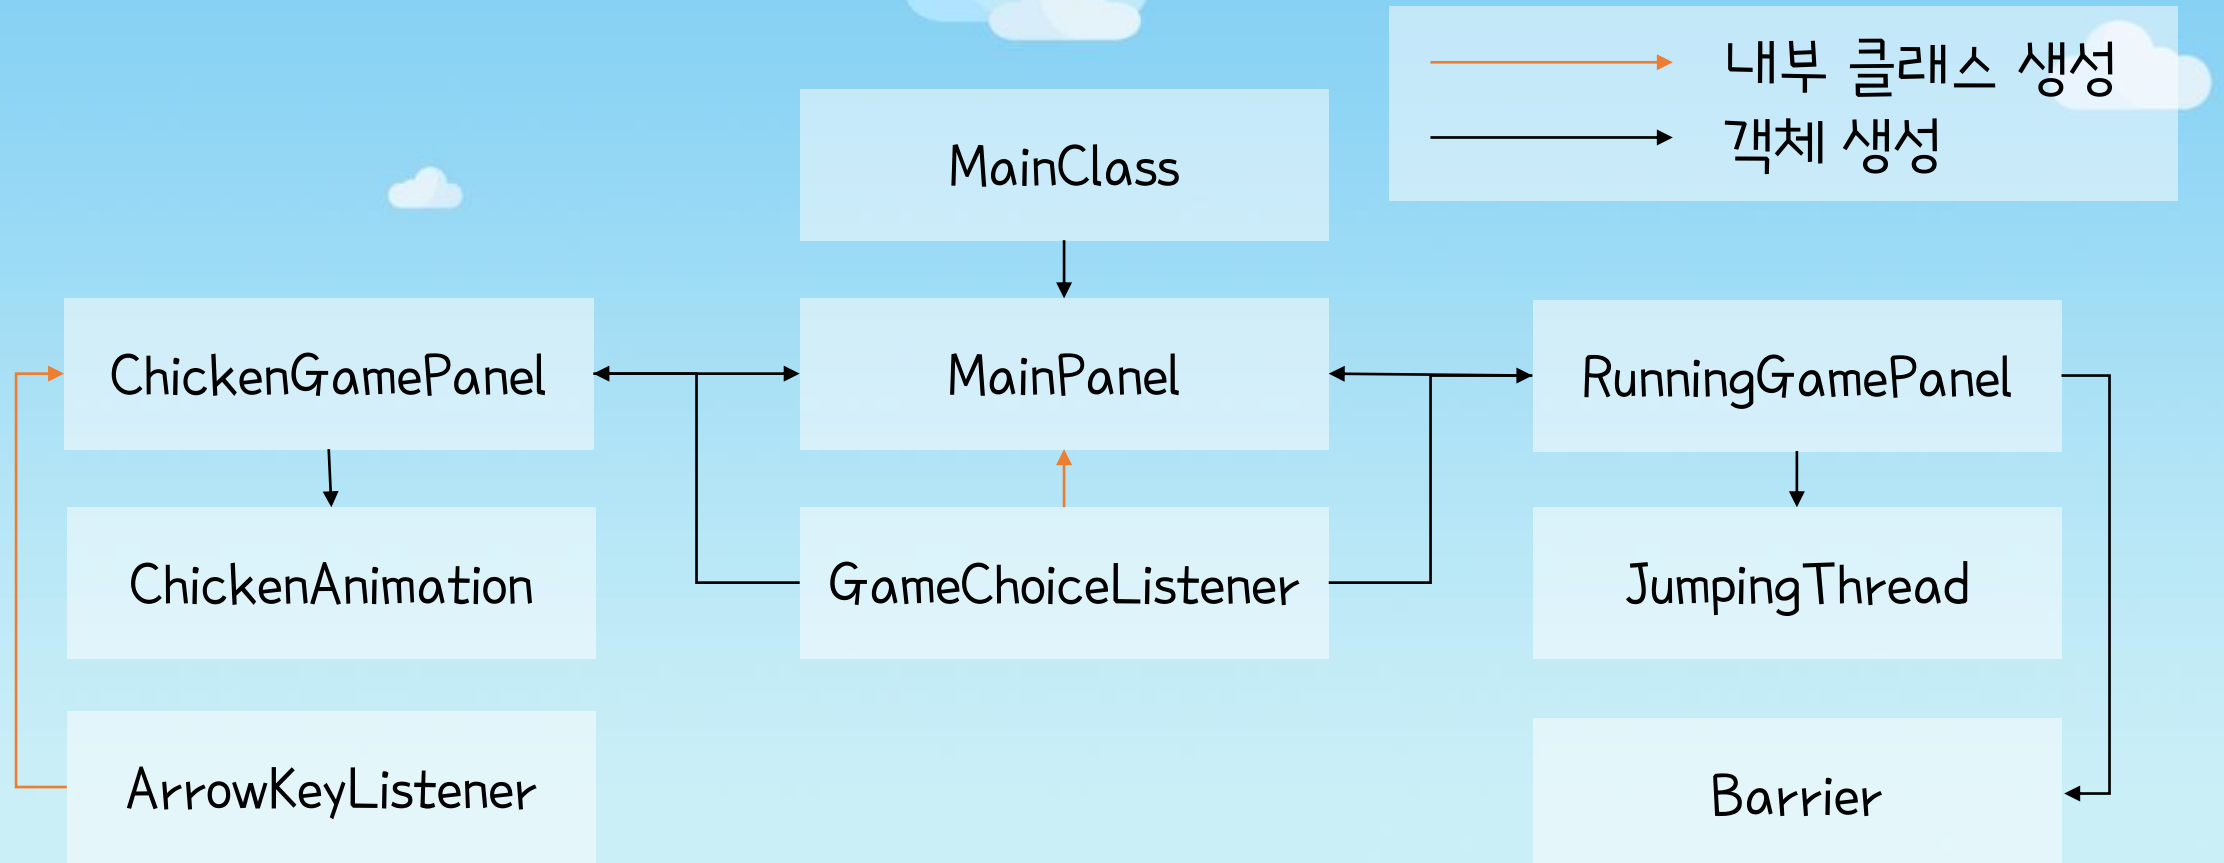 내부 클래스 생성
객체 생성
MainClass
ChickenGamePanel
MainPanel
RunningGamePanel
ChickenAnimation
GameChoiceListener
JumpingThread
ArrowKeyListener
Barrier